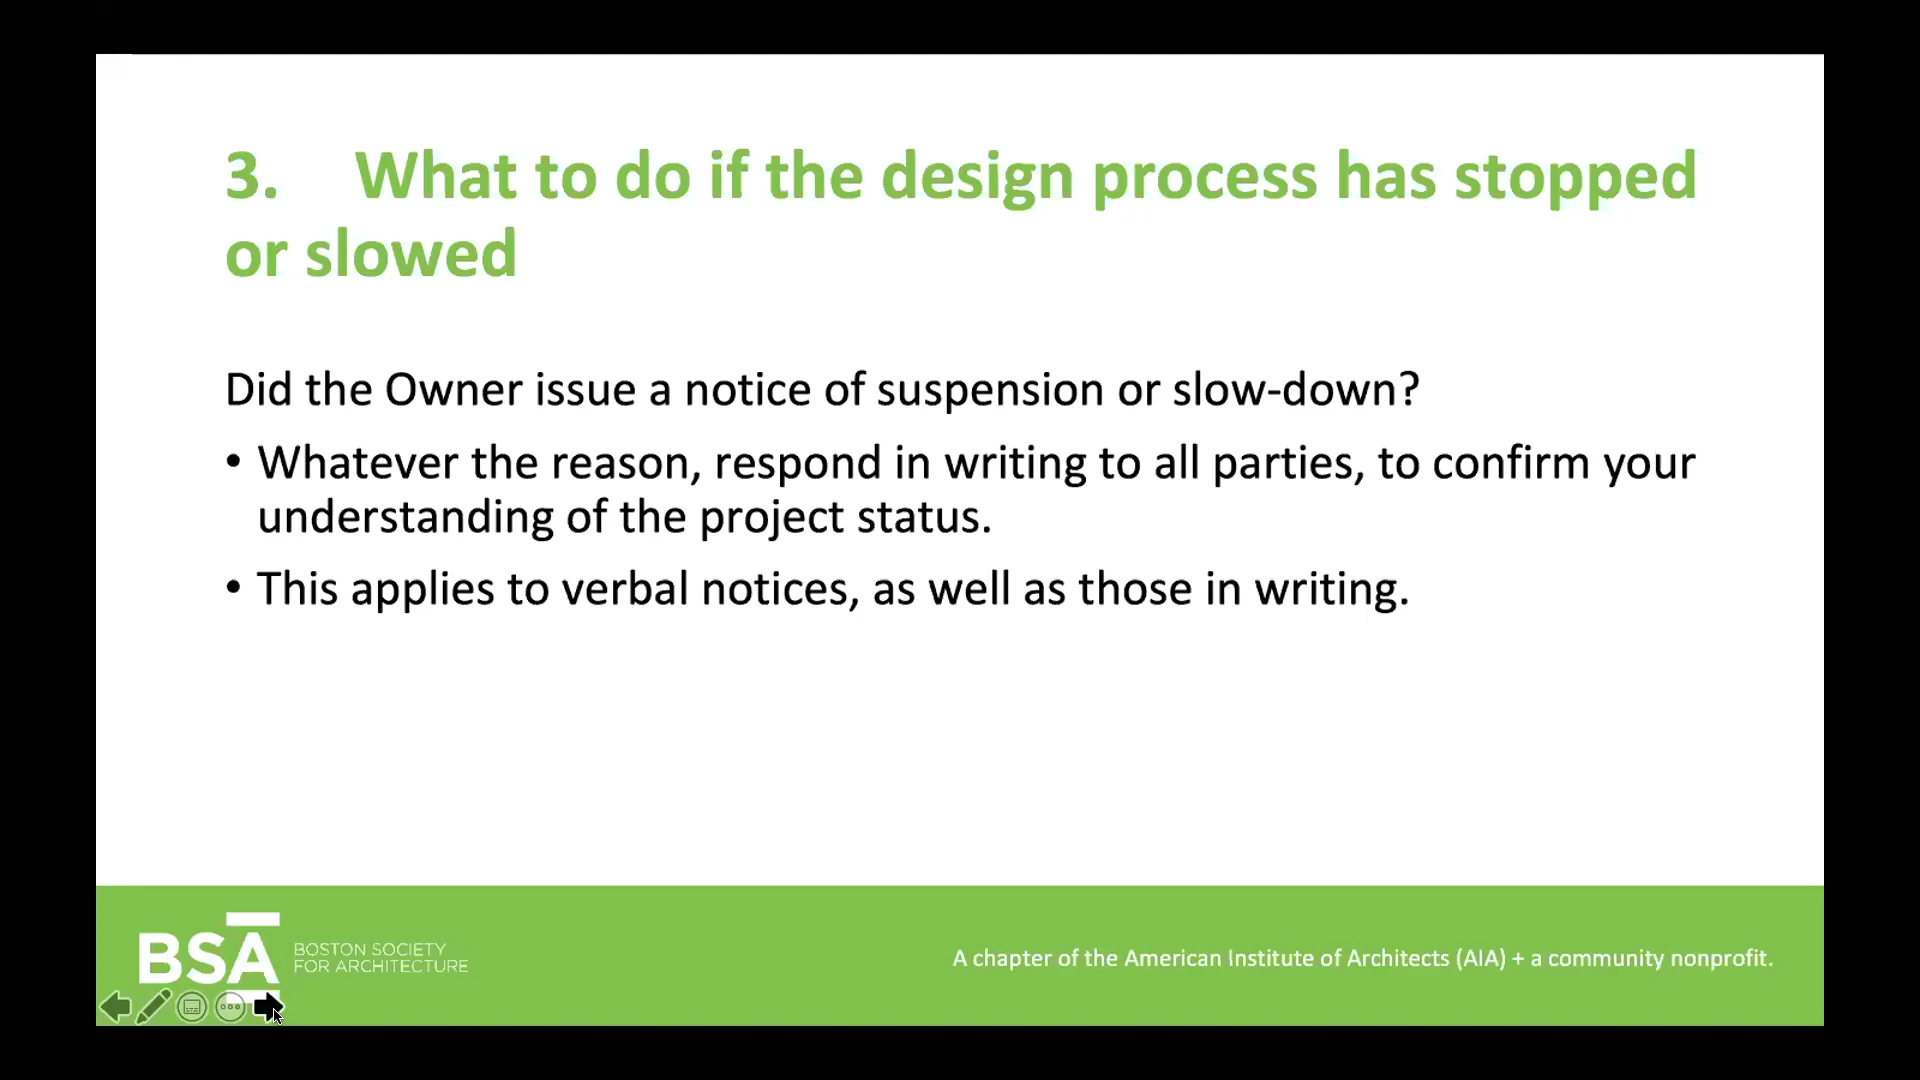 3. What to do if the design process has stopped
or slowed
Did the Owner issue a notice of suspension or slow-down?
• Whatever the reason, respond in writing to all parties, to confirm your
understanding of the project status.
• This applies to verbal notices, as well as those in writing.
BSA
BOSTON SOCIETY
FOR ARCHITECTURE
A chapter of the American Institute of Architects (AIA) + a community nonprofit.